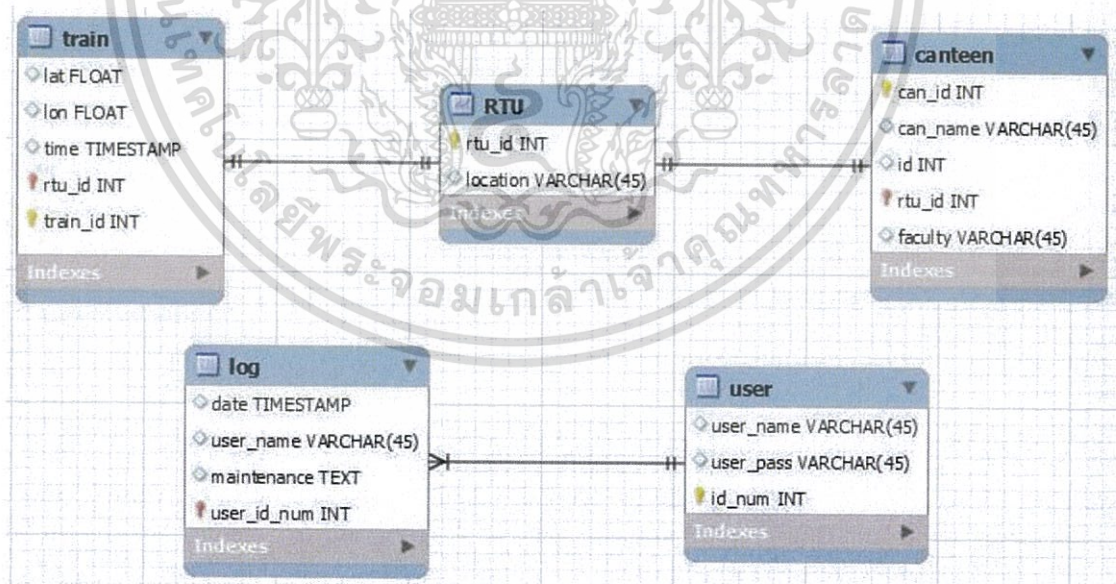 train
lat FLOAT
lon FLOAT
time TIMESTAMP
rtu_id INT
train_id INT
Indexes
RTU
rtu_id INT
location VARCHAR(45)
Indexes
canteen
can_id INT
can_name VARCHAR(45)
id INT
rtu_id INT
faculty VARCHAR(45)
Indexes
log
date TIMESTAMP
user_name VARCHAR(45)
maintenance TEXT
user_id_num INT
Indexes
user
user_name VARCHAR(45)
user_pass VARCHAR(45)
id_num INT
Indexes